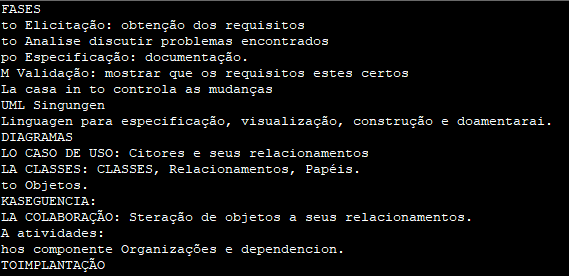 FASES
to Elicitação: obtenção dos requisitos
to Analise discutir problemas encontrados
po Especificação: documentação.
M Validação: mostrar que os requisitos estes certos
La casa in to controla as mudanças
UML Singungen
Linguagen para especificação, visualização, construção e doamentarai.
DIAGRAMAS
LO CASO DE USO: Citores e seus relacionamentos
LA CLASSES: CLASSES, Relacionamentos, Papéis.
to Objetos.
KASEGUENCIA:
LA COLABORAÇÃO: Steração de objetos a seus relacionamentos.
A atividades:
hos componente Organizações e dependencion.
TOIMPLANTAÇÃO